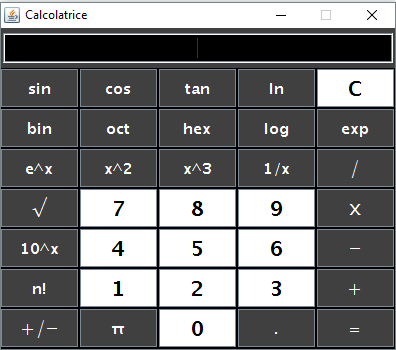 Calcolatrice
sin cos tan ln C
bin oct hex log exp
e^x x^2 x^3 1/x /
√ 7 8 9 x
10^x 4 5 6 -
n! 1 2 3 +
+/- π 0 . =